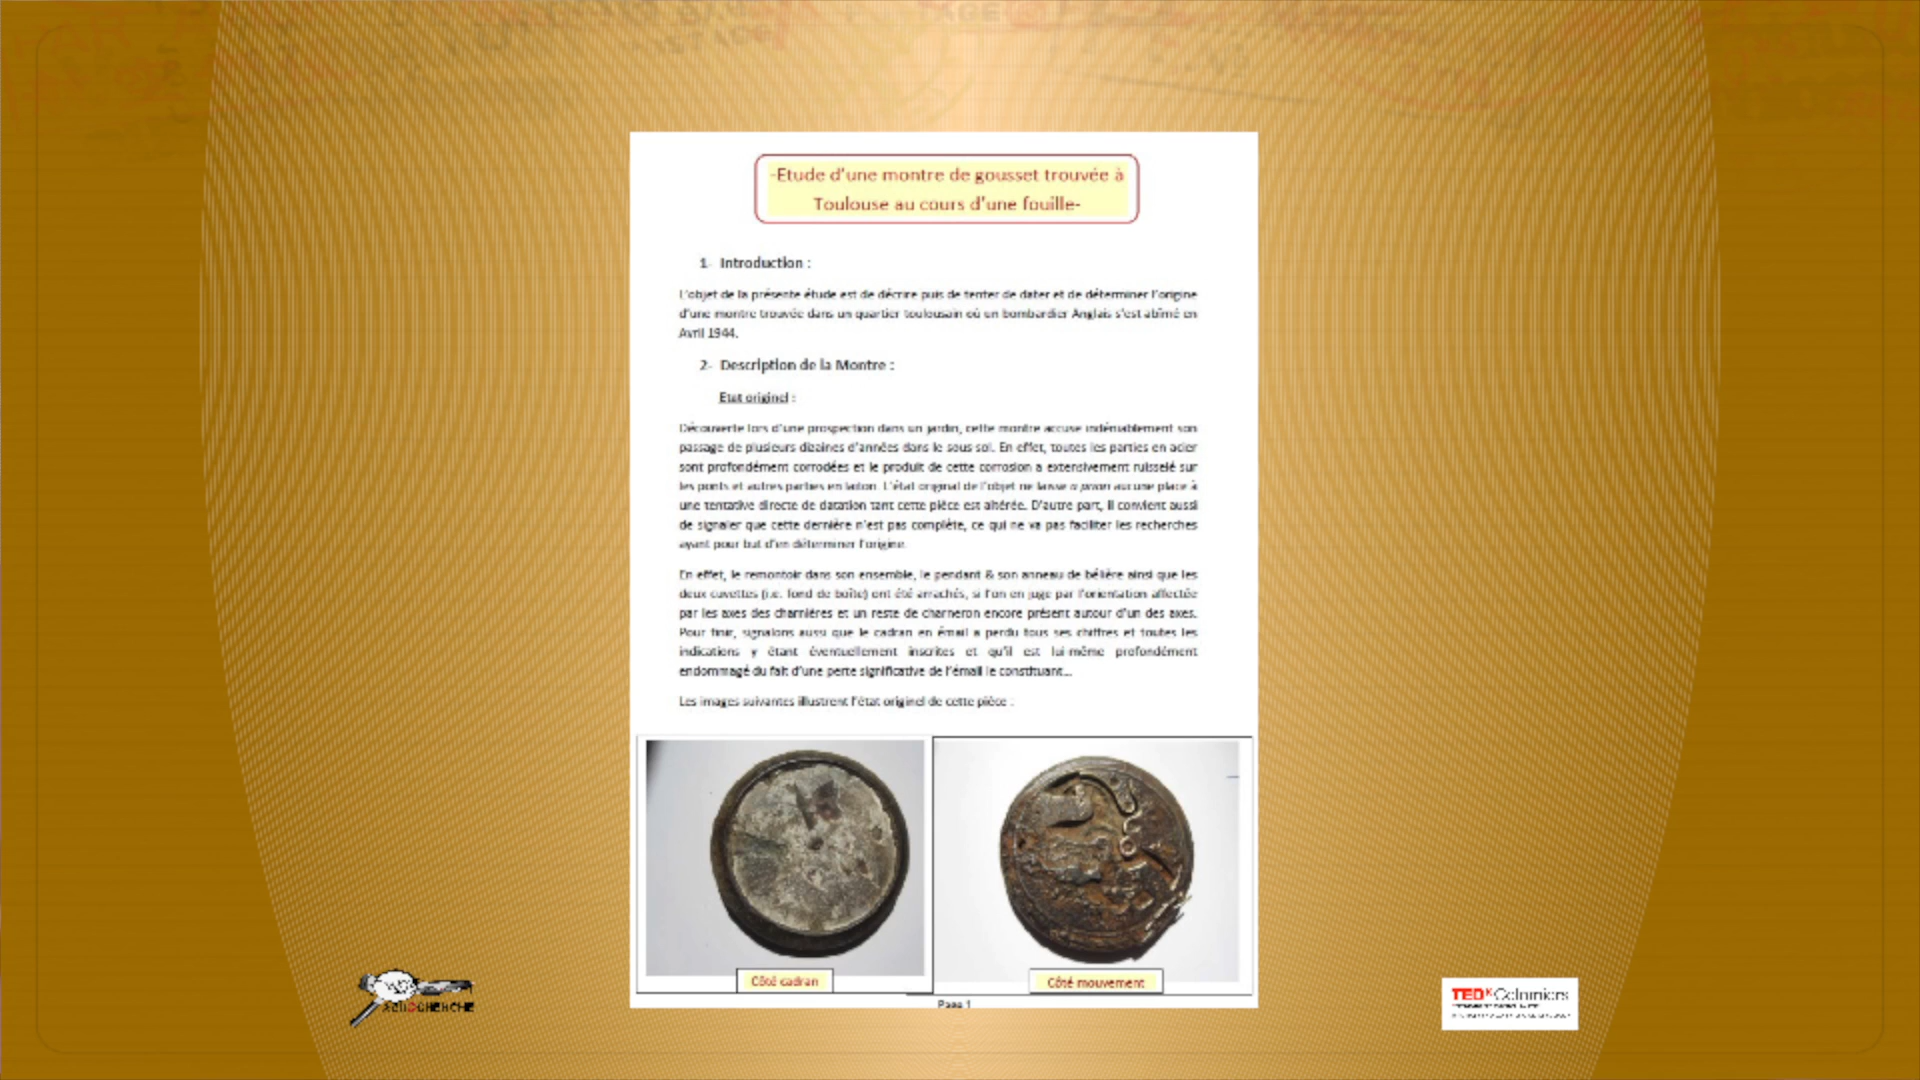 -Etude d'une montre de gousset trouvée à
Toulouse au cours d'une fouille-
1- Introduction :
L'objet de la présente étude est de décrire puis de tenter de dater et de déterminer l'origine
d'une montre trouvée dans un quartier toulousain où un bombardier Anglais s'est abîmé en
Avril 1944.
2- Description de la Montre :
Etat originel :
Découverte lors d'une prospection dans un jardin, cette montre accuse indéniablement son
passage de plusieurs dizaines d'années dans le sous sol. En effet, toutes les parties en acier
sont profondément corrodées et le produit de cette corrosion a extensivement ruisselé sur
les ponts et autres parties en laiton. L'état original de l'objet ne laisse a priori aucune place à
une tentative directe de datation tant cette pièce est altérée. D'autre part, il convient aussi
de signaler que cette dernière n'est pas complète, ce qui ne va pas faciliter les recherches
ayant pour but d'en déterminer l'origine.
En effet, le remontoir dans son ensemble, le pendant & son anneau de bélière ainsi que les
deux cuvettes (i.e. fond de boîte) ont été arrachés, si l'on en juge par l'orientation affectée
par les axes des charnières et un reste de charneron encore présent autour d'un des axes.
Pour finir, signalons aussi que le cadran en émail a perdu tous ses chiffres et toutes les
indications y étant éventuellement inscrites et qu'il est lui-même profondément
endommagé du fait d'une perte significative de l'émail le constituant...
Les images suivantes illustrent l'état originel de cette pièce :
Côté cadran
Côté mouvement
Page 1
TEDxColomiers